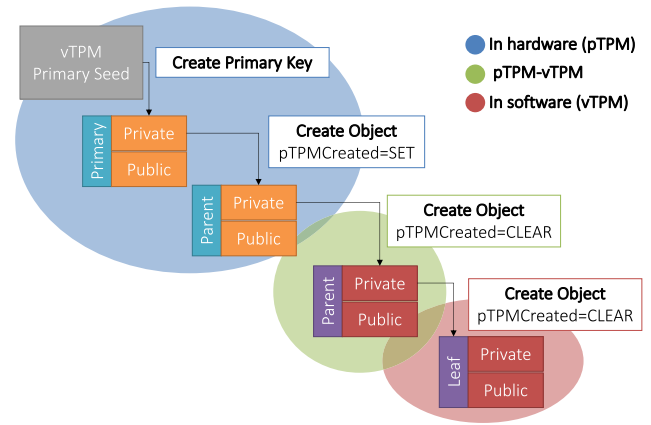 vTPM
Primary Seed
Create Primary Key
In hardware (pTPM)
pTPM-vTPM
In software (vTPM)
Primary
Private
Public
Create Object
pTPMCreated=SET
Parent
Private
Public
Create Object
pTPMCreated=CLEAR
Parent
Private
Public
Create Object
pTPMCreated=CLEAR
Leaf
Private
Public